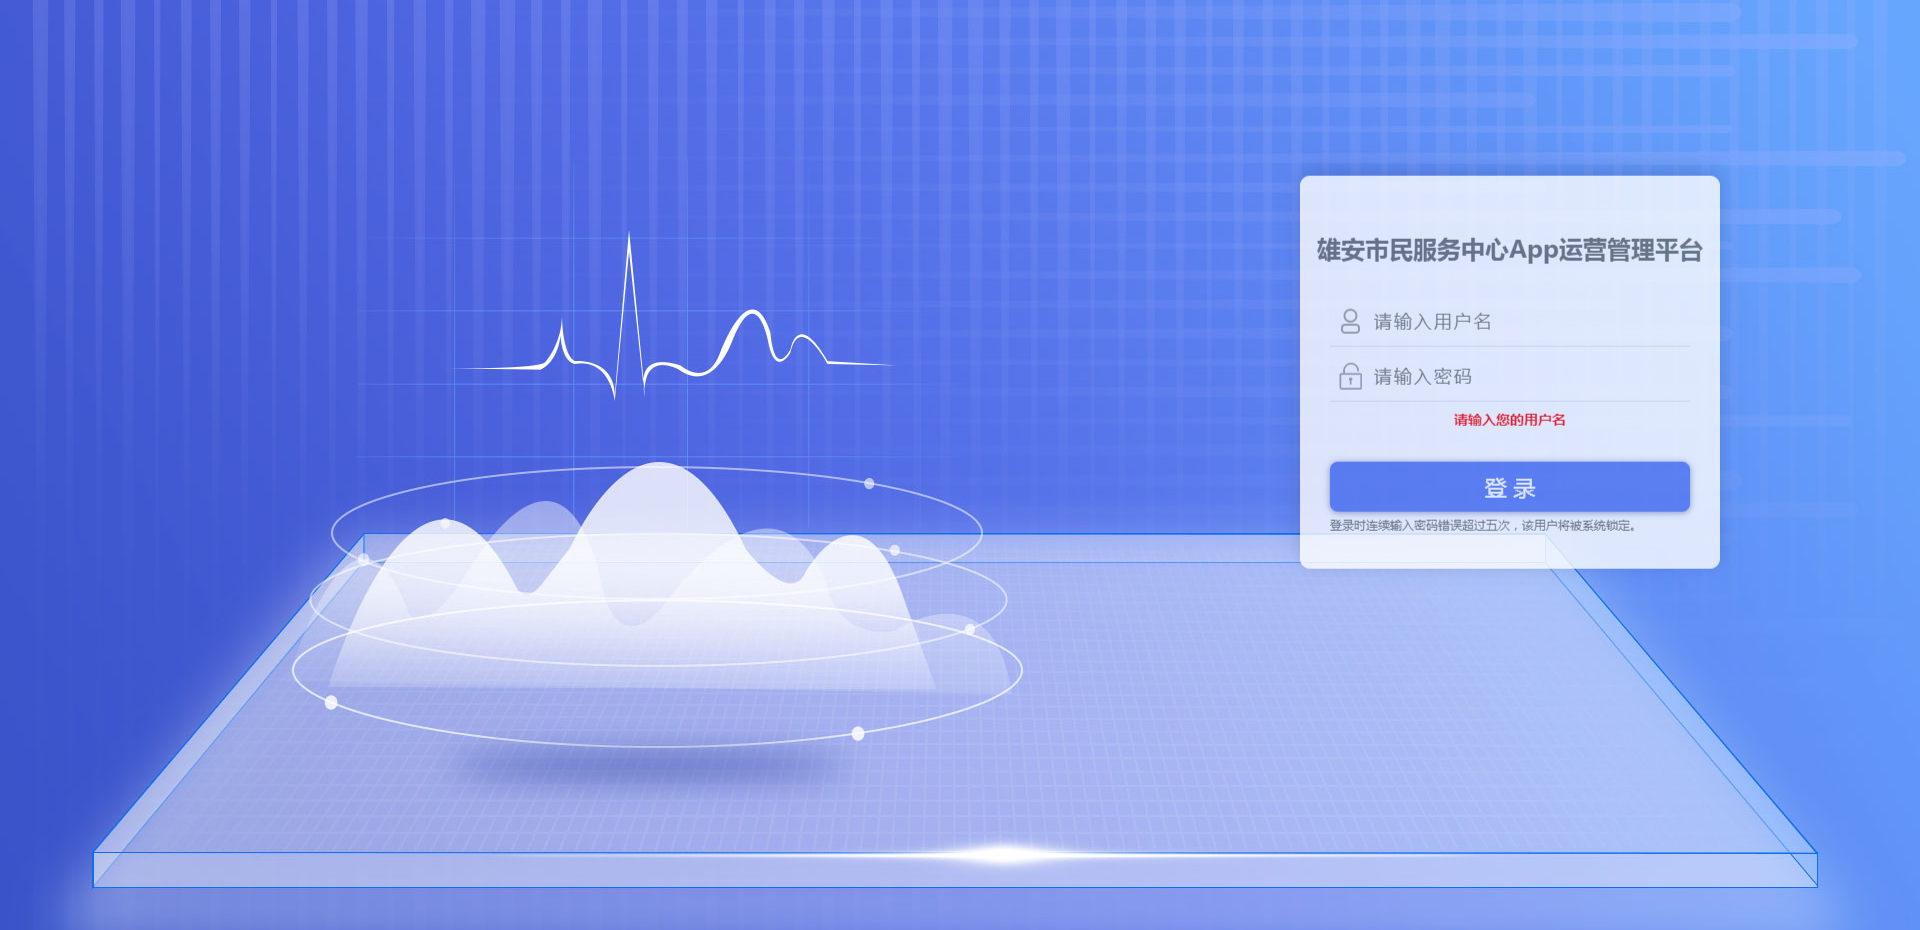 雄安市民服务中心App运营管理平台
请输入用户名
请输入密码
请输入您的用户名
登录
登录时连续输入密码错误超过五次，该用户将被系统锁定。